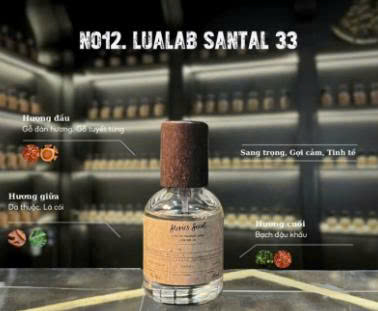 NO12. LUALAB SANTAL 33
Hương đầu
Gỗ đàn hương, Gỗ tuyết tùng
Sang trọng, Gợi cảm, Tinh tế
Hương giữa
Da thuộc, Lá cói
Hương cuối
Bạch đậu khấu